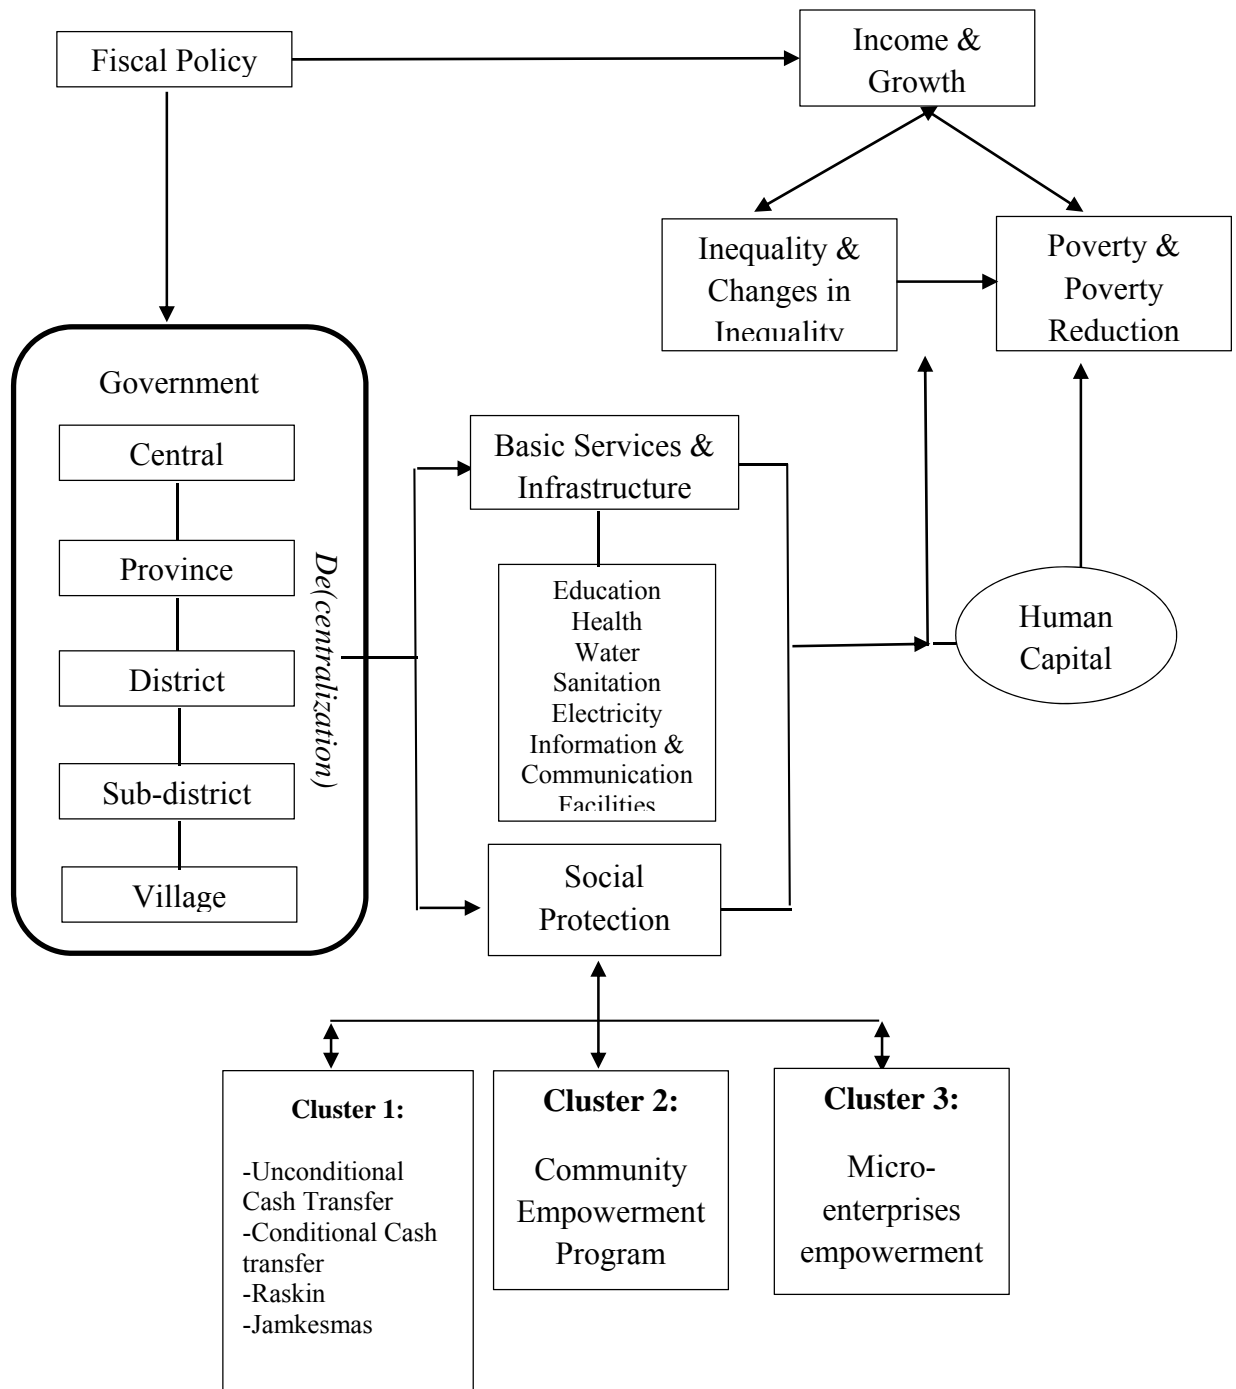 Fiscal Policy
Income &
Growth
Inequality &
Changes in
Inequality
Poverty &
Poverty
Reduction
Government
Central
Province
District
Sub-district
Village
De(centralization)
Basic Services &
Infrastructure
Education
Health
Water
Sanitation
Electricity
Information &
Communication
Facilities
Social
Protection
Human
Capital
Cluster 1:
-Unconditional
Cash Transfer
-Conditional Cash
transfer
-Raskin
-Jamkesmas
Cluster 2:
Community
Empowerment
Program
Cluster 3:
Micro-
enterprises
empowerment